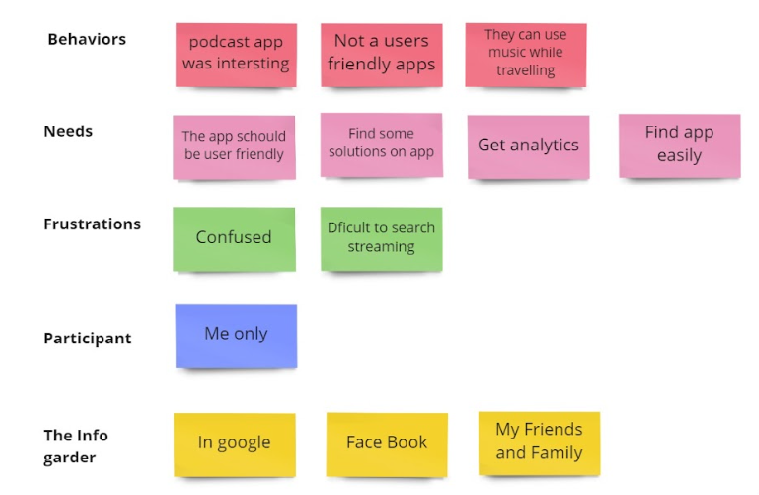 Behaviors
podcast app
was intersting
Not a users
friendly apps
They can use
music while
travelling
Needs
The app schould
be user friendly
Find some
solutions on app
Get analytics
Find app
easily
Frustrations
Confused
Dficult to search
streaming
Participant
Me only
The Info
garder
In google
Face Book
My Friends
and Family